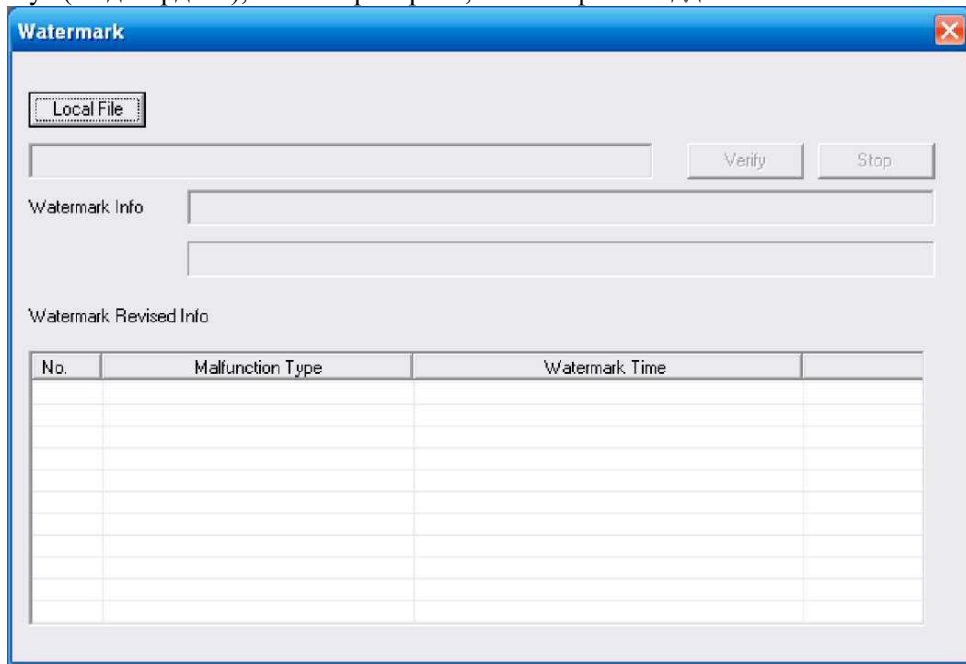 Watermark
Local File
Verify Stop
Watermark Info
Watermark Revised Info
No. Malfunction Type Watermark Time